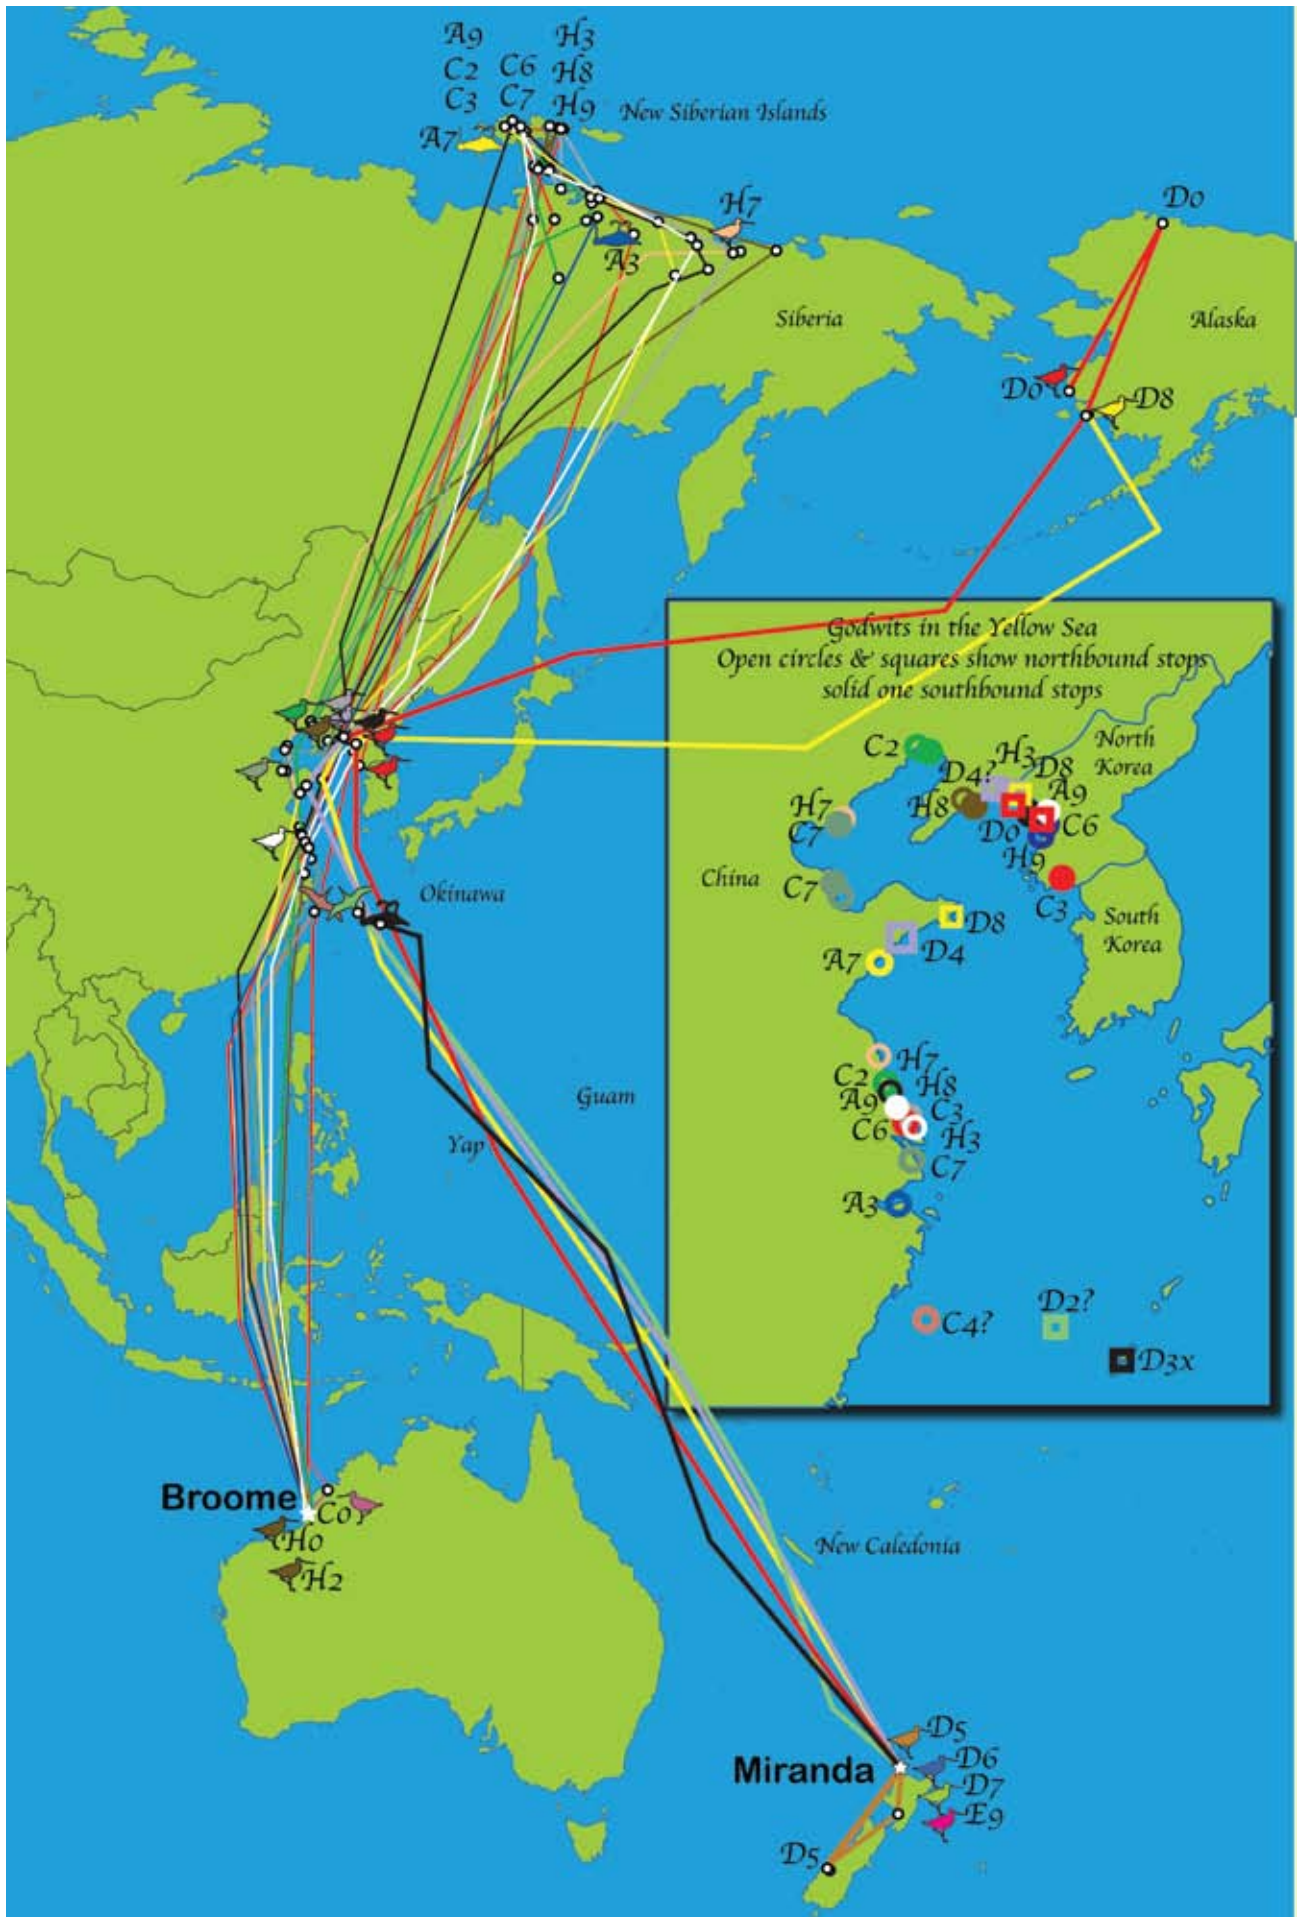 A9 H3
C2 C6 H8
C3 C7 H9
New Siberian Islands
A7
H7
D0
A3
Siberia
Alaska
D0
D8
Godwits in the Yellow Sea
Open circles & squares show northbound stops
solid one southbound stops
North
Korea
C2
D4?
H3
D8
H7
H8
A9
C7
D0
C6
H9
China
C7
C3
South
Korea
D8
D4
A7
Okinawa
H7
C2
H8
A9
C3
C6
H3
C7
Guam
Yap
A3
D2?
C4?
D3x
Broome
C0
H0
H2
New Caledonia
D5
Miranda
D6
D7
E9
D5